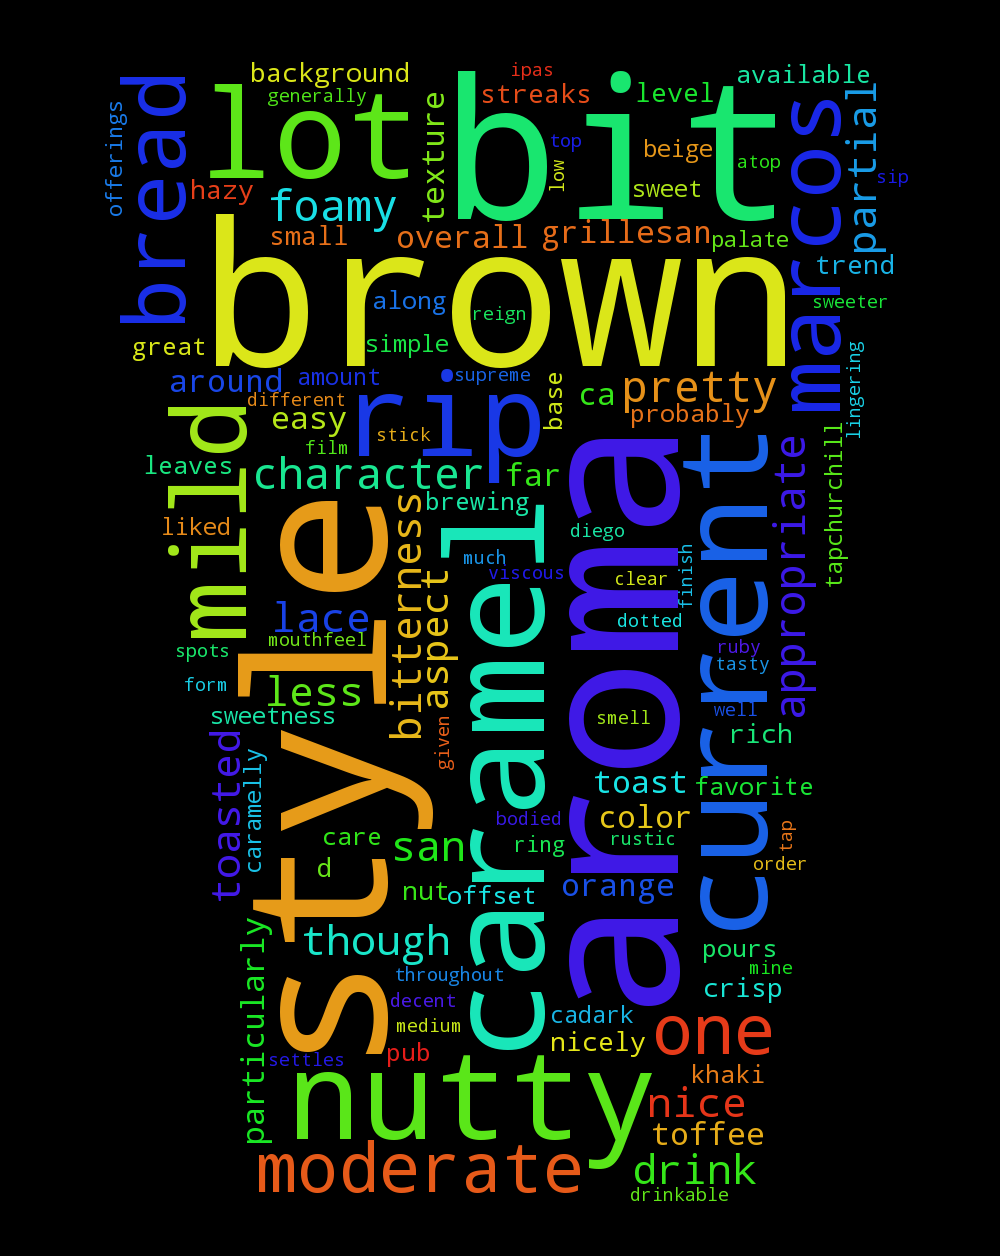 ipas
background
available
generally
streaks
level
lot
bit
bread
offerings
texture
top
beige
atop
low
sip
hazy
sweet
marcos
partial
foamy
small
overall
grillesan
palate
brown
trend
along
reign
sweeter
great
simple
lingering
around
amount
supreme
base
different
ca
pretty
easy
rip
stick
probably
mild
film
leaves
character
far
aroma
current
appropriate
tapchurchill
brewing
liked
bitterness
caramel
diego
style
much
viscous
clear
finish
aspect
lace
dotted
mouthfeel
spots
ruby
tasty
form
less
sweetness
smell
well
given
rich
toasted
caramelly
toast
favorite
color
bodied
care
san
ring
rustic
tap
order
d
nut
offset
orange
though
pours
particularly
throughout
mine
crisp
decent
medium
cadark
nicely
one
settles
pub
nutty
khaki
nice
toffee
moderate
drink
drinkable